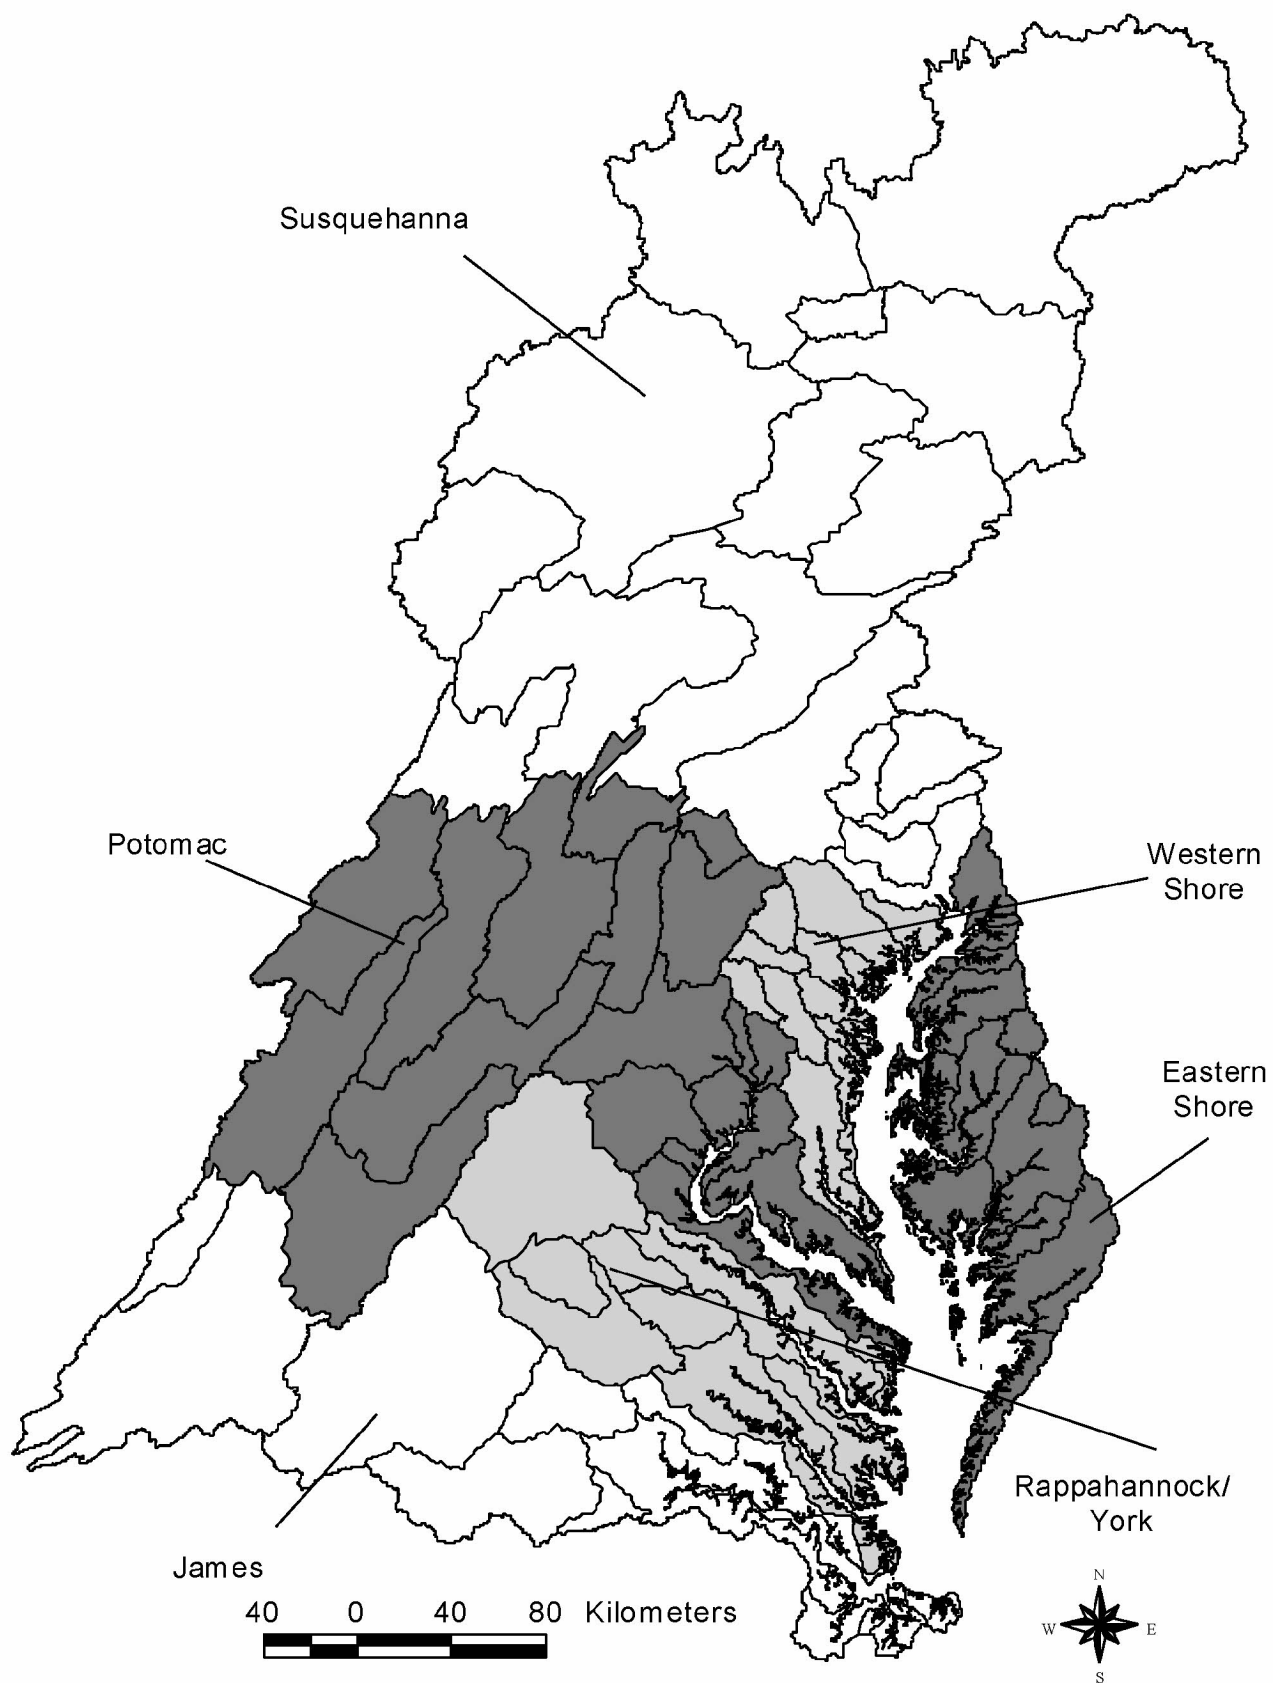 Susquehanna
Potomac
Western
Shore
Eastern
Shore
Rappahannock/
York
James
40 0 40 80 Kilometers
N
W E
S